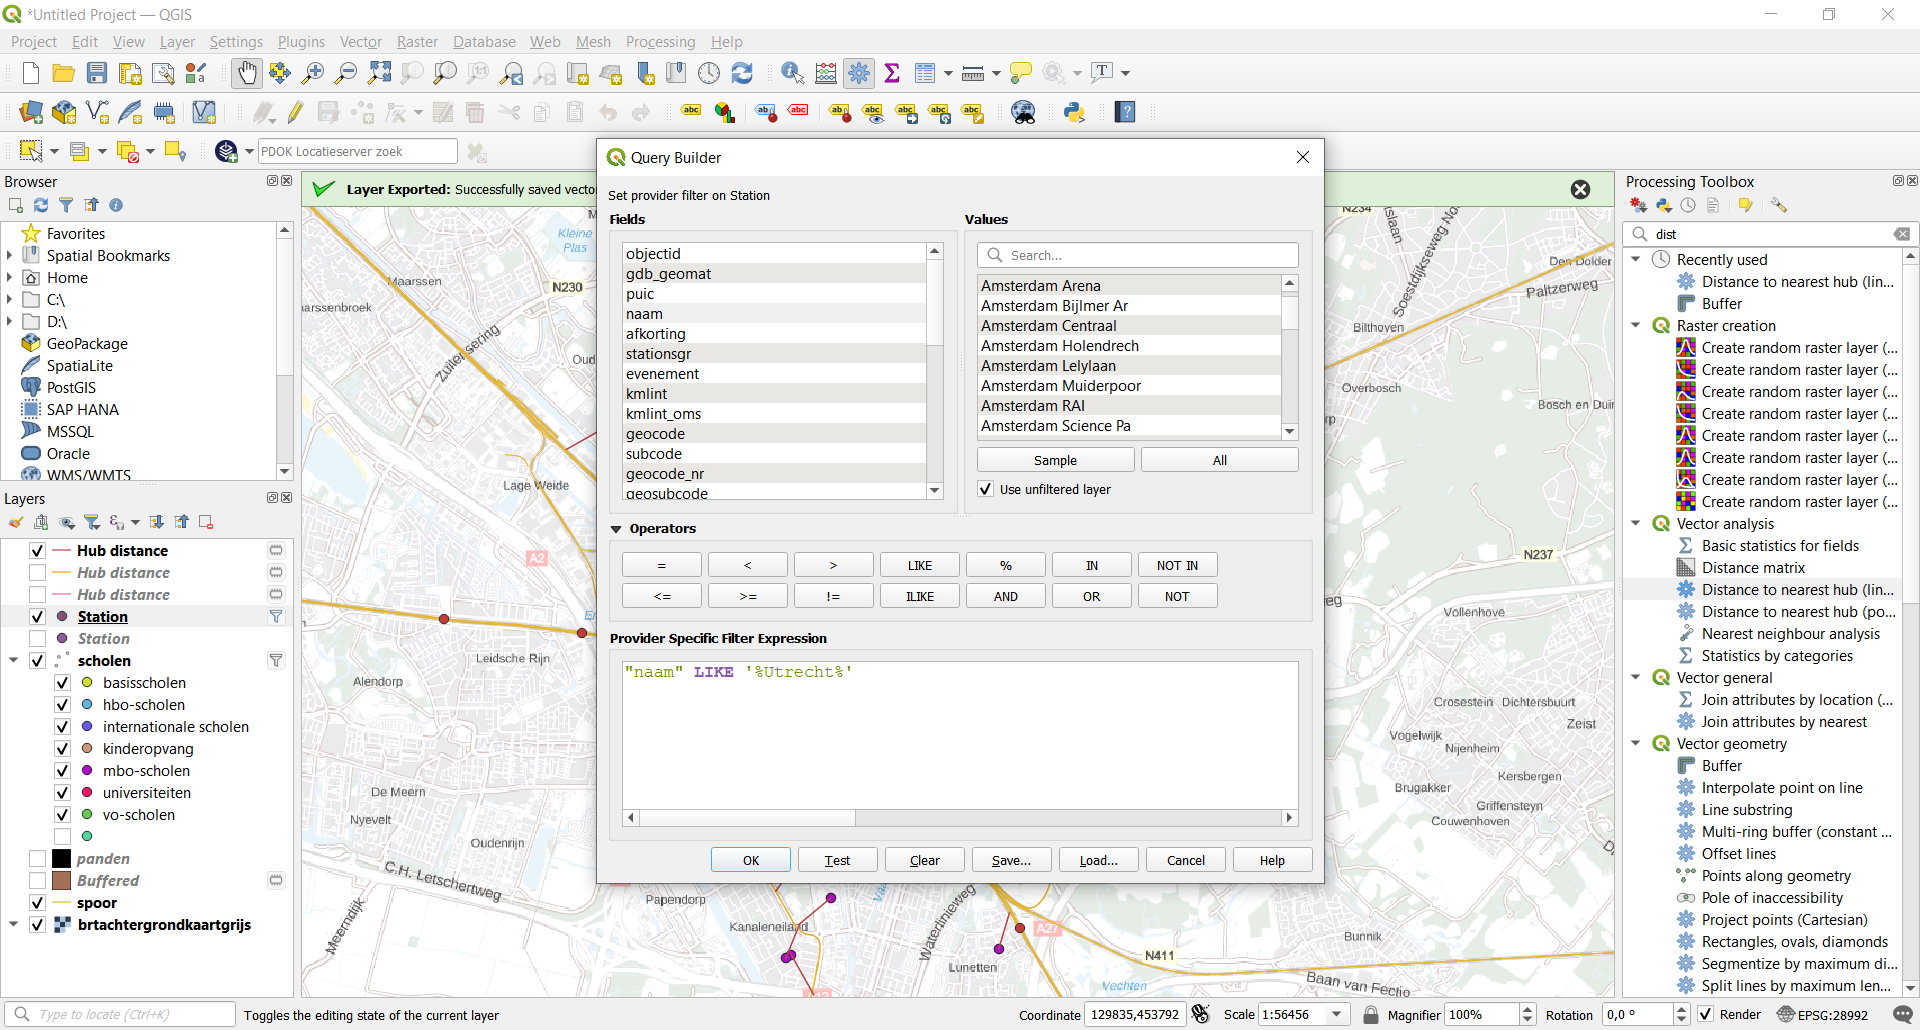 *Untitled Project — QGIS
Project Edit View Layer Settings Plugins Vector Raster Database Web Mesh Processing Help
PDOK Locatieserver zoek
Browser
Favorites
Spatial Bookmarks
Home
C:\
D:\
GeoPackage
SpatiaLite
PostGIS
SAP HANA
MSSQL
Oracle
WMS/WMTS
Layers
Hub distance
Hub distance
Hub distance
Station
Station
scholen
basisscholen
hbo-scholen
internationale scholen
kinderopvang
mbo-scholen
universiteiten
vo-scholen
panden
Buffered
spoor
brtachtergrondkaartgrijs
Layer Exported: Successfully saved vecto
Kleine
Plas
Maarssen
N230
arssenbroek
Zuilense ring
Oud
Lage Weide
A2
Leidsche Rijn
Alendorp
De Meern
Nyevelt
Oudenrijn
C.H. Letschertweg
Meerndijk
Papendorp
Kanaleneiland
Waterlinieweg
A27
Lunetten
Vechten
N411
Bunnik
Baan van Fectio
N234
Soestdijkseweg No
Den Dolder
Paltzerweg
Bilthoven
Overbosch
Bosch en Duin
N237
Vollenhove
Crosestein Dichtersbuurt
Zeist
Vogelwijk
Nijenheim
Kersbergen
Brugakker
Griffensteyn
Couwenhoven
Query Builder
Set provider filter on Station
Fields
objectid
gdb_geomat
puic
naam
afkorting
stationsgr
evenement
kmlint
kmlint_oms
geocode
subcode
geocode_nr
geosubcode
Values
Search...
Amsterdam Arena
Amsterdam Bijlmer Ar
Amsterdam Centraal
Amsterdam Holendrech
Amsterdam Lelylaan
Amsterdam Muiderpoor
Amsterdam RAI
Amsterdam Science Pa
Sample All
Use unfiltered layer
Operators
= < > LIKE % IN NOT IN
<= >= != ILIKE AND OR NOT
Provider Specific Filter Expression
"naam" LIKE '%Utrecht%'
OK Test Clear Save... Load... Cancel Help
Processing Toolbox
dist
Recently used
Distance to nearest hub (lin...
Buffer
Raster creation
Create random raster layer (...
Create random raster layer (...
Create random raster layer (...
Create random raster layer (...
Create random raster layer (...
Create random raster layer (...
Create random raster layer (...
Create random raster layer (...
Vector analysis
Basic statistics for fields
Distance matrix
Distance to nearest hub (lin...
Distance to nearest hub (po...
Nearest neighbour analysis
Statistics by categories
Vector general
Join attributes by location (...
Join attributes by nearest
Vector geometry
Buffer
Interpolate point on line
Line substring
Multi-ring buffer (constant ...
Offset lines
Points along geometry
Pole of inaccessibility
Project points (Cartesian)
Rectangles, ovals, diamonds
Segmentize by maximum di...
Split lines by maximum len...
Type to locate (Ctrl+K)
Toggles the editing state of the current layer
Coordinate 129835,453792 Scale 1:56456 Magnifier 100% Rotation 0,0 ° Render EPSG:28992